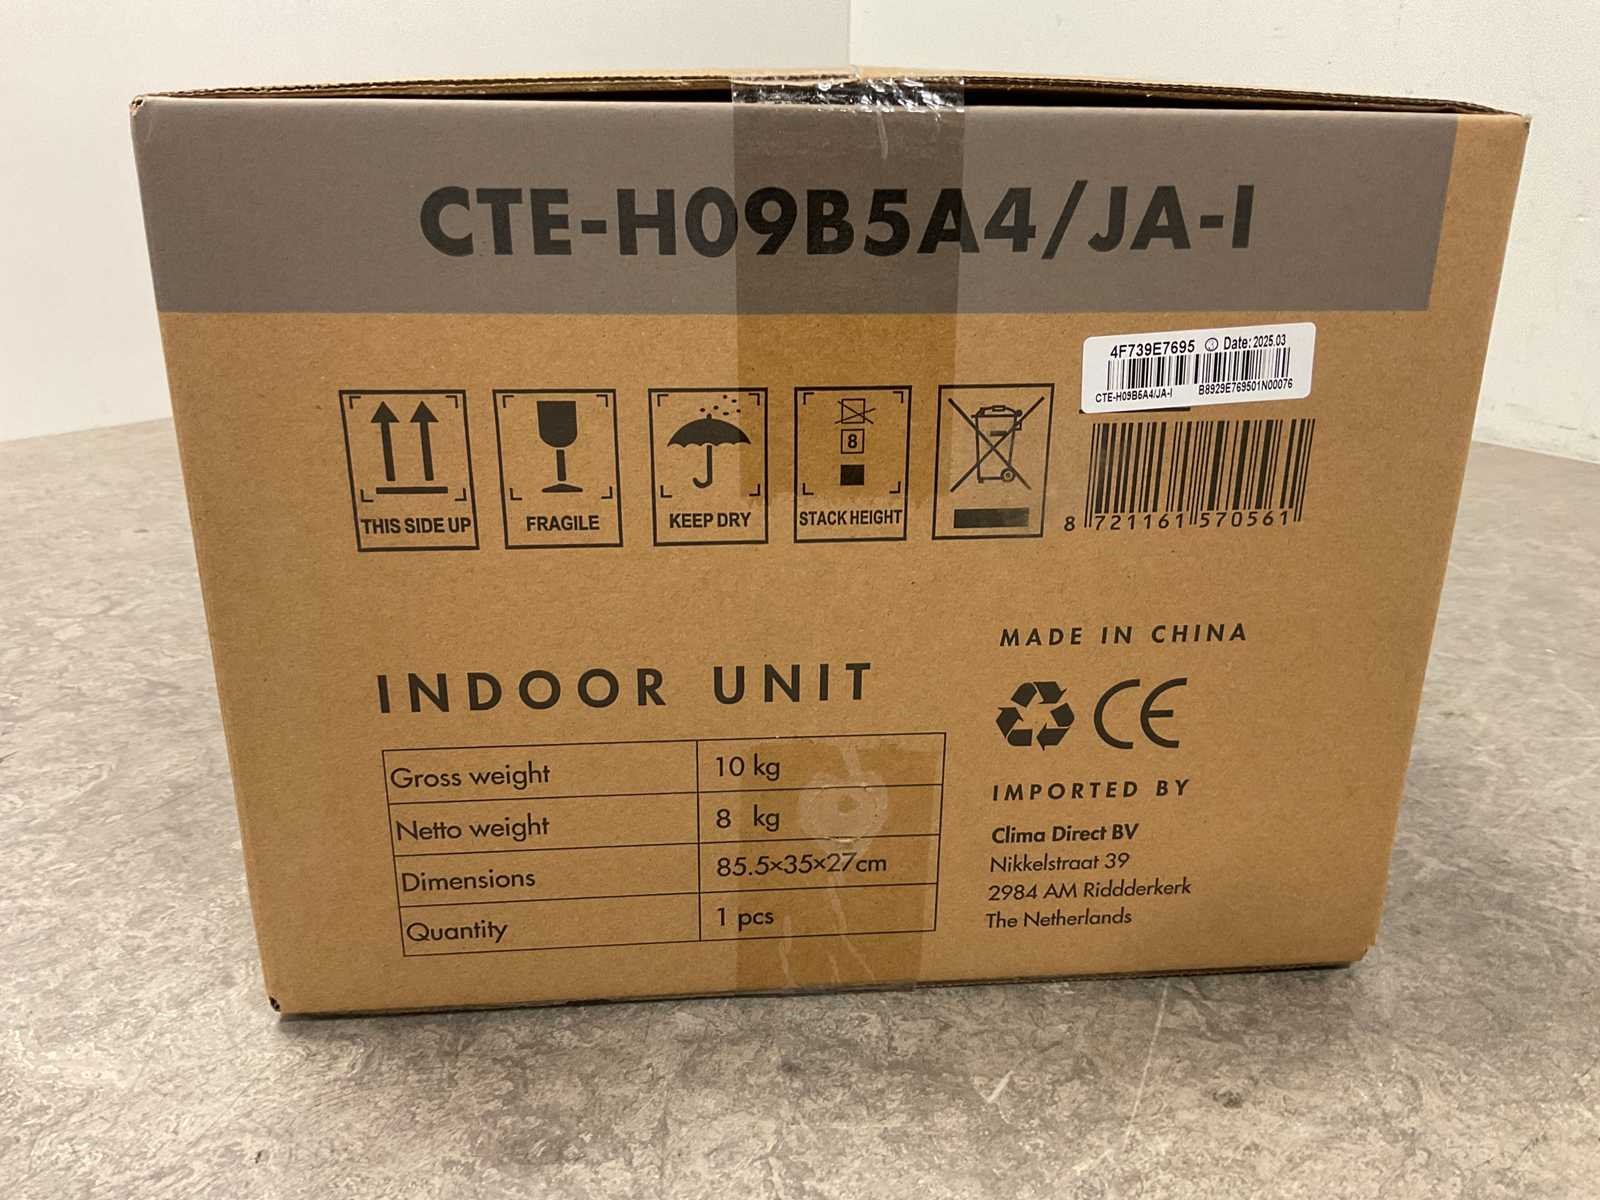 CTE-H09B5A4/JA-I
4F739E7695 Date: 2025.03
CTE-H09B5A4/JA-I B8929E769501N00076
THIS SIDE UP
FRAGILE
KEEP DRY
8
STACK HEIGHT
8 721161 570561
MADE IN CHINA
INDOOR UNIT
CE
Gross weight 10 kg
Netto weight 8 kg
Dimensions 85.5×35×27cm
Quantity 1 pcs
IMPORTED BY
Clima Direct BV
Nikkelstraat 39
2984 AM Riddderkerk
The Netherlands